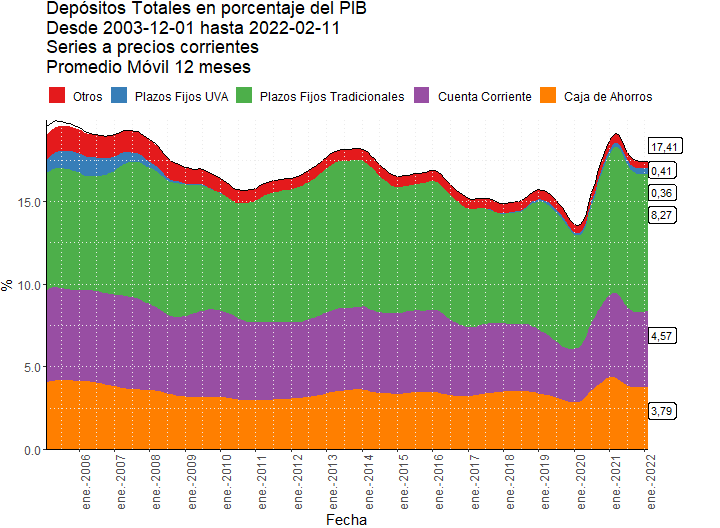 Depósitos Totales en porcentaje del PIB
Desde 2003-12-01 hasta 2022-02-11
Series a precios corrientes
Promedio Móvil 12 meses
Otros Plazos Fijos UVA Plazos Fijos Tradicionales Cuenta Corriente Caja de Ahorros
17,41
0,41
0,36
8,27
4,57
3,79
15.0
10.0
5.0
0.0
%
ene.-2006 ene.-2007 ene.-2008 ene.-2009 ene.-2010 ene.-2011 ene.-2012 ene.-2013 ene.-2014 ene.-2015 ene.-2016 ene.-2017 ene.-2018 ene.-2019 ene.-2020 ene.-2021 ene.-2022
Fecha